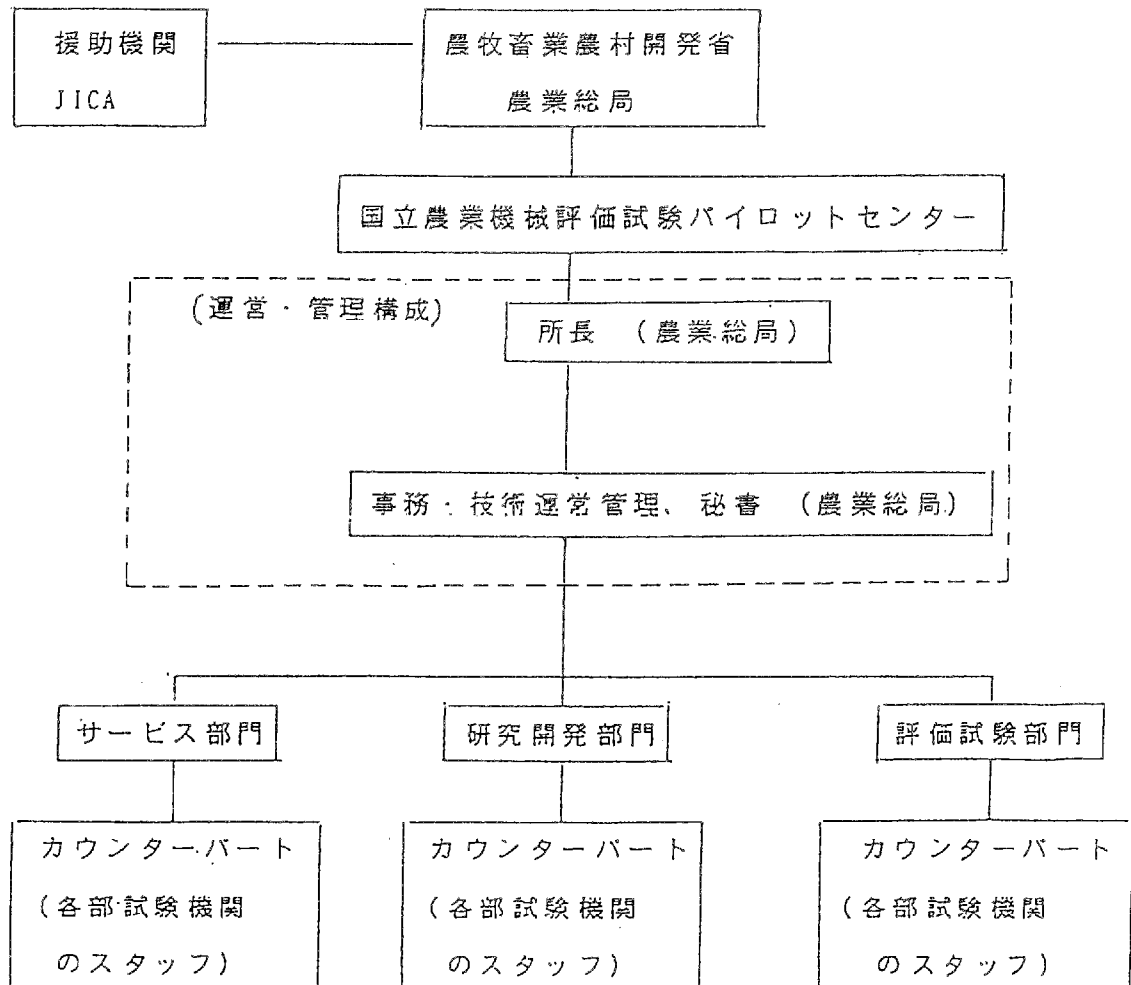 援助機関
JICA
農牧畜業農村開発省
農業総局
国立農業機械評価試験パイロットセンター
(運営・管理構成)
所長 (農業総局)
事務・技術運営管理、秘書 (農業総局)
サービス部門
研究開発部門
評価試験部門
カウンターパート
(各部試験機関
のスタッフ)
カウンターパート
(各部試験機関
のスタッフ)
カウンターパート
(各部試験機関
のスタッフ)